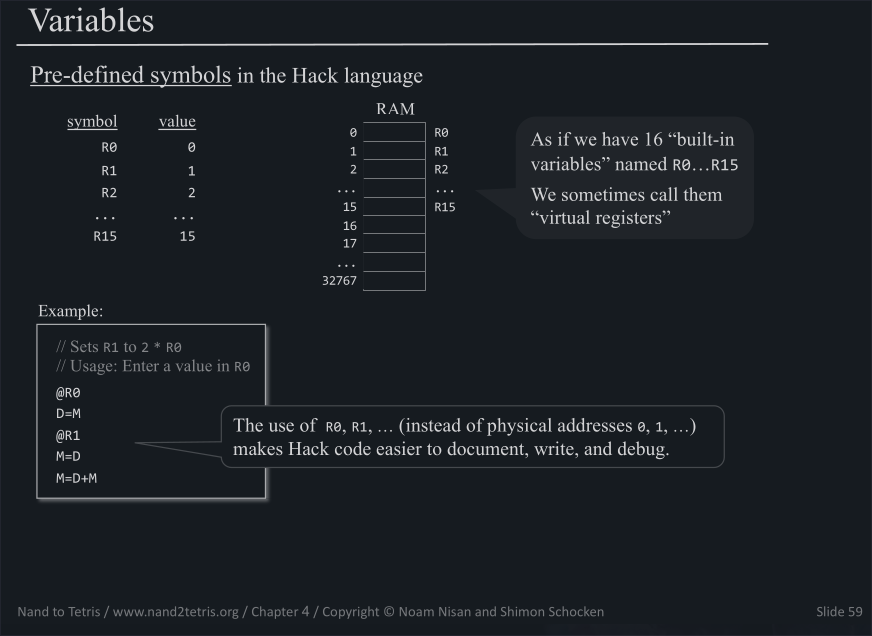 Variables
Pre-defined symbols in the Hack language
symbol value
R0 0
R1 1
R2 2
... ...
R15 15
RAM
0 R0
1 R1
2 R2
... ...
15 R15
16
17
...
32767
As if we have 16 “built-in
variables” named R0...R15
We sometimes call them
“virtual registers”
Example:
// Sets R1 to 2 * R0
// Usage: Enter a value in R0
@R0
D=M
@R1
M=D
M=D+M
The use of R0, R1, … (instead of physical addresses 0, 1, …)
makes Hack code easier to document, write, and debug.
Nand to Tetris / www.nand2tetris.org / Chapter 4 / Copyright © Noam Nisan and Shimon Schocken
Slide 59